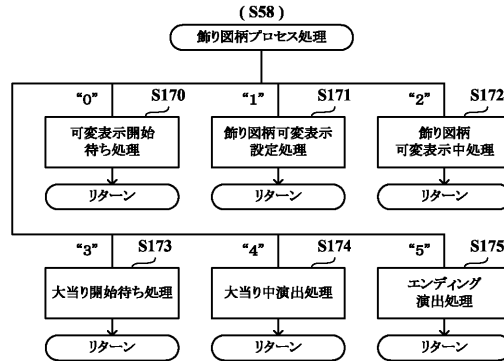 (S58)
飾り図柄プロセス処理
“0”
S170
“1”
S171
“2”
S172
可変表示開始
待ち処理
飾り図柄可変表示
設定処理
飾り図柄
可変表示中処理
リターン
リターン
リターン
“3”
S173
“4”
S174
“5”
S175
大当り開始待ち処理
大当り中演出処理
エンディング
演出処理
リターン
リターン
リターン